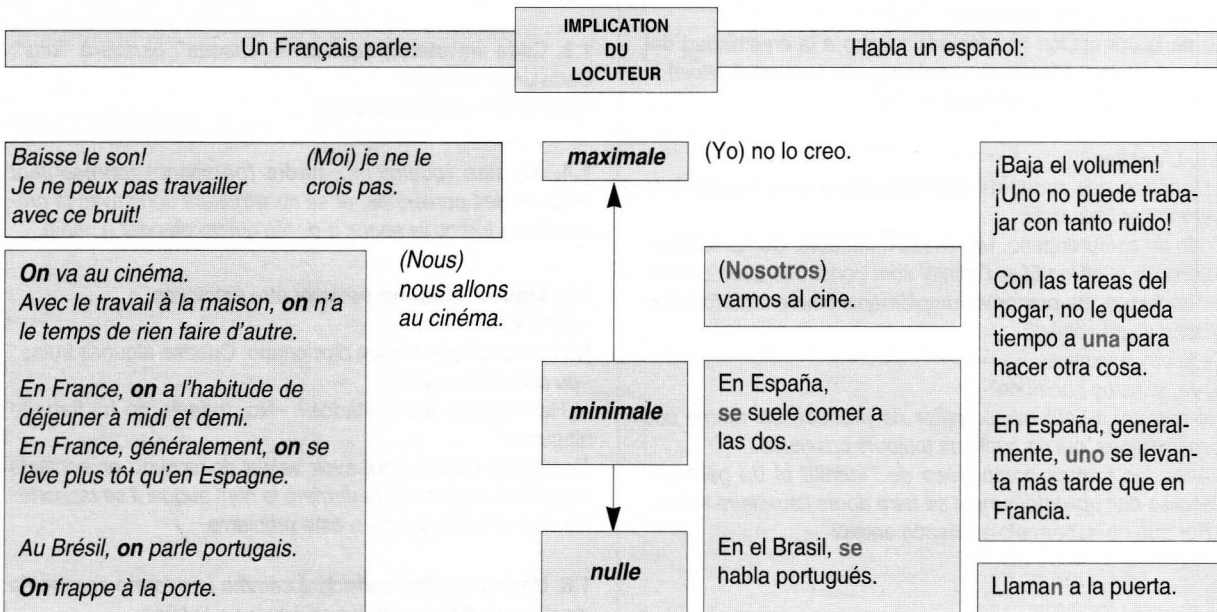 Un Français parle:
IMPLICATION
DU
LOCUTEUR
Habla un español:
Baisse le son!
Je ne peux pas travailler
avec ce bruit!
(Moi) je ne le
crois pas.
On va au cinéma.
Avec le travail à la maison, on n'a
le temps de rien faire d'autre.
En France, on a l'habitude de
déjeuner à midi et demi.
En France, généralement, on se
lève plus tôt qu'en Espagne.
Au Brésil, on parle portugais.
On frappe à la porte.
(Nous)
nous allons
au cinéma.
maximale
minimale
nulle
(Yo) no lo creo.
(Nosotros)
vamos al cine.
En España,
se suele comer a
las dos.
En el Brasil, se
habla portugués.
¡Baja el volumen!
¡Uno no puede traba-
jar con tanto ruido!
Con las tareas del
hogar, no le queda
tiempo a una para
hacer otra cosa.
En España, general-
mente, uno se levan-
ta más tarde que en
Francia.
Llaman a la puerta.